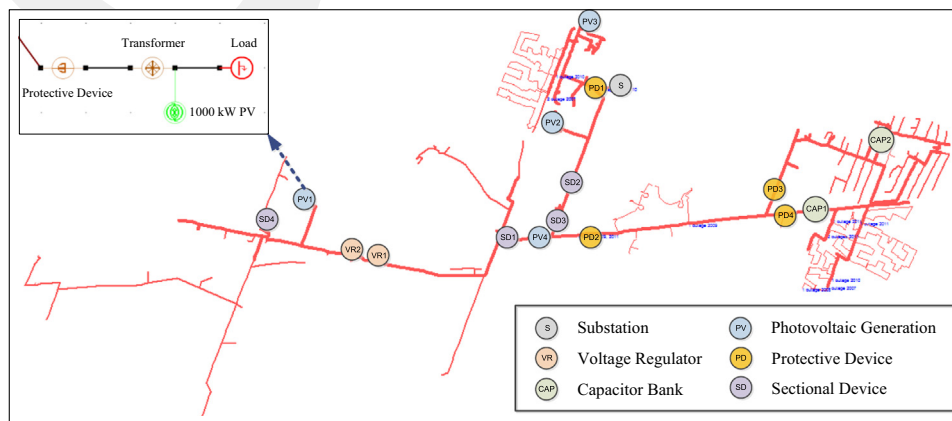 Transformer
Load
Protective Device
1000 kW PV
PV3
PD1
S
PV2
CAP2
SD2
PD3
PV1
CAP1
PD4
SD4
SD3
SD1
PV4
PD2
VR2
VR1
S
Substation
PV
Photovoltaic Generation
VR
Voltage Regulator
PD
Protective Device
CAP
Capacitor Bank
SD
Sectional Device